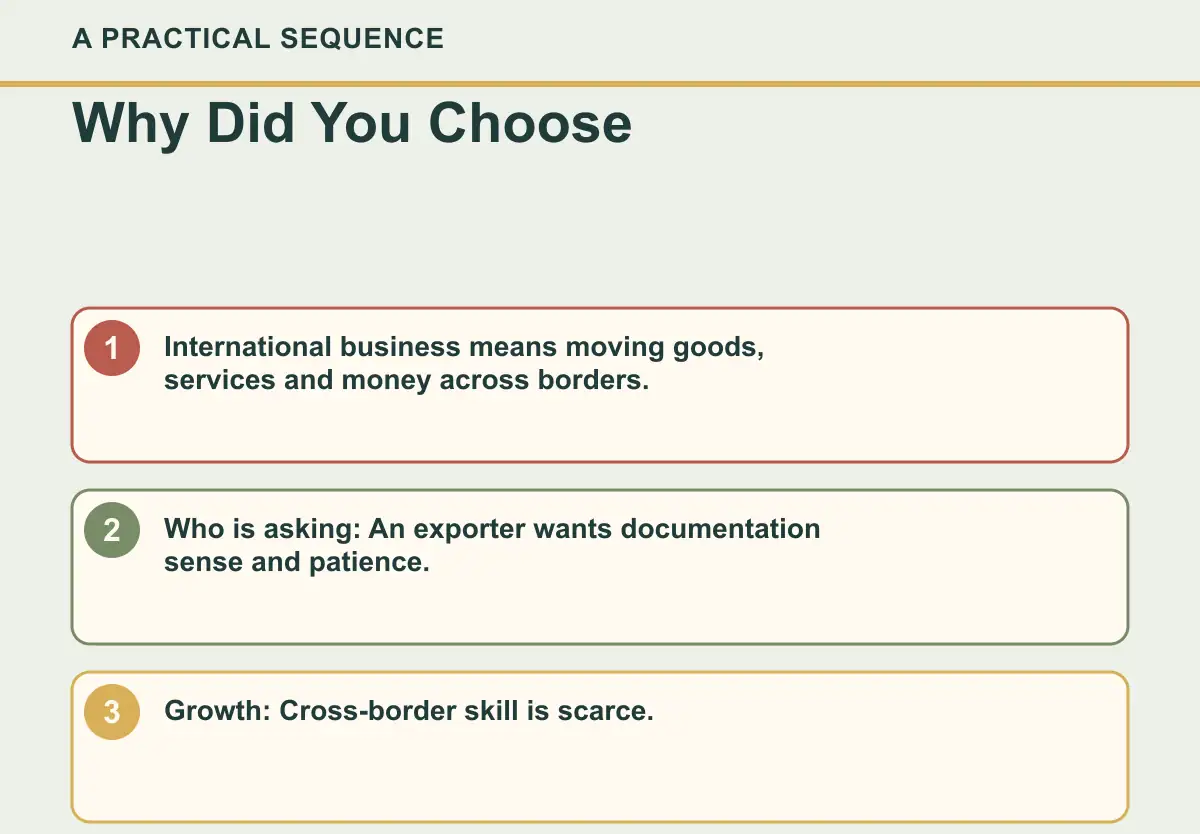 A PRACTICAL SEQUENCE
Why Did You Choose
1
International business means moving goods,
services and money across borders.
2
Who is asking: An exporter wants documentation
sense and patience.
3
Growth: Cross-border skill is scarce.